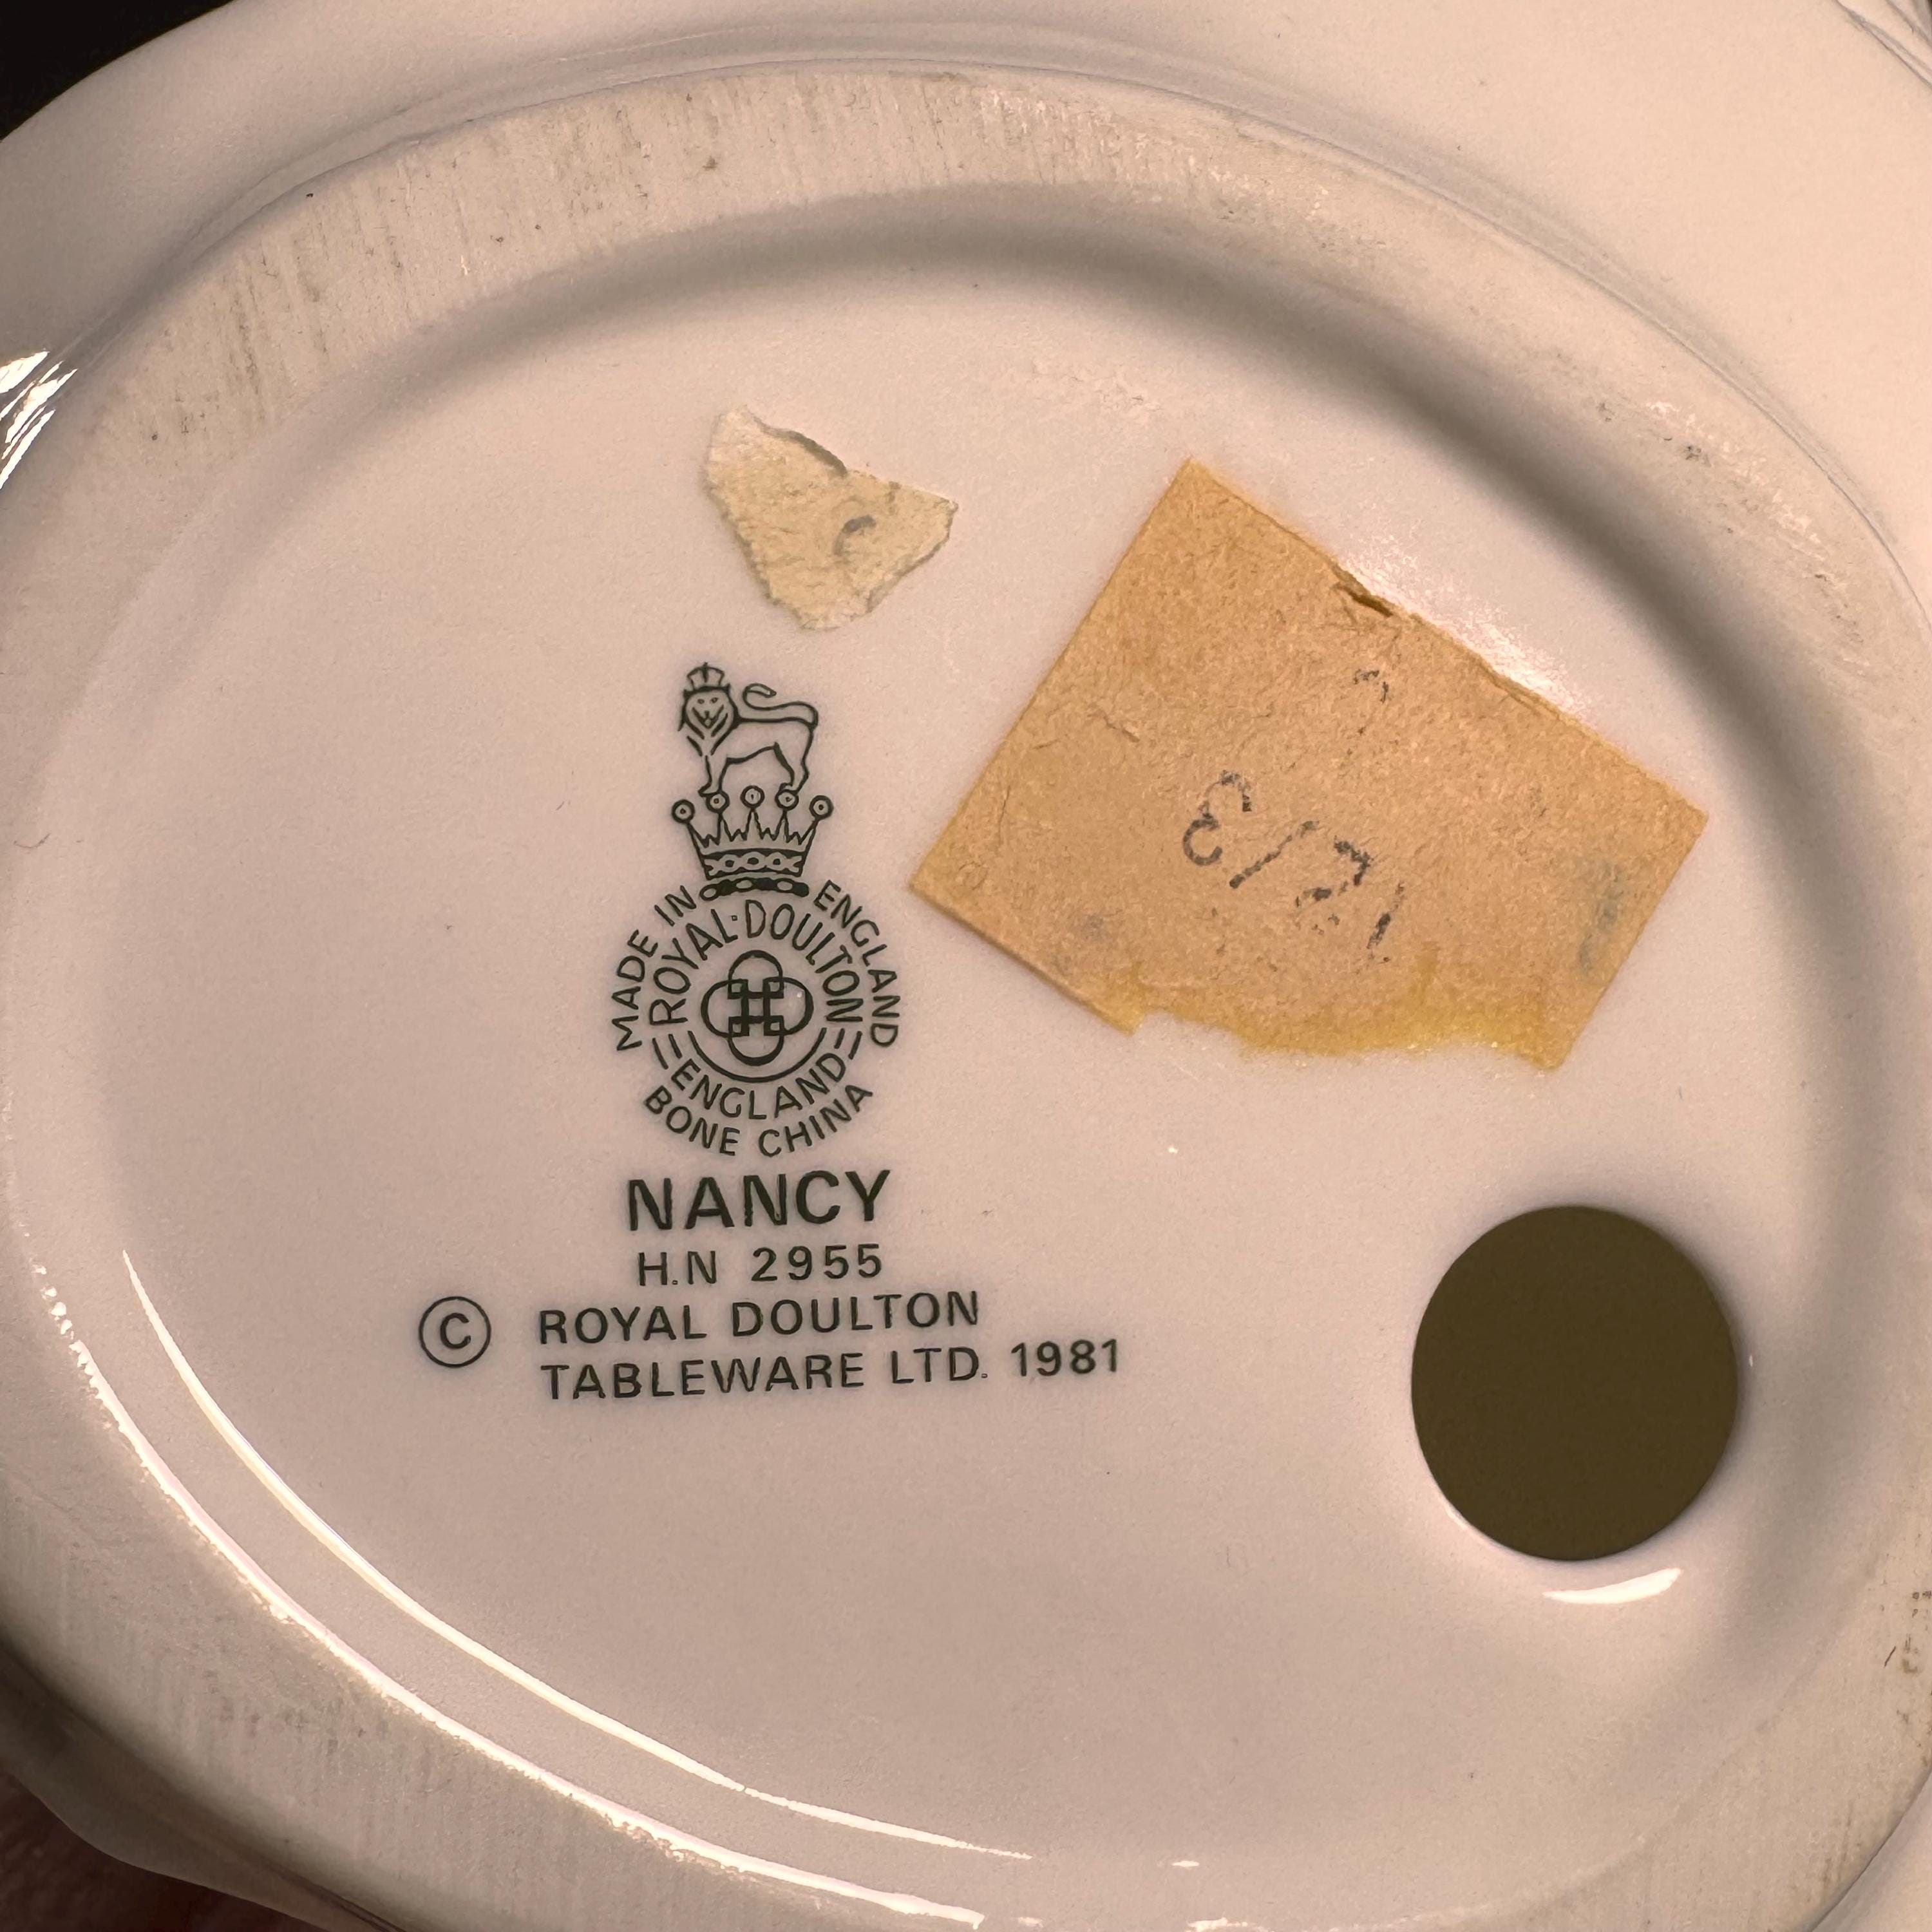 MADE IN ENGLAND
ROYAL·DOULTON
ENGLAND
BONE CHINA
NANCY
H.N 2955
© ROYAL DOULTON
TABLEWARE LTD. 1981